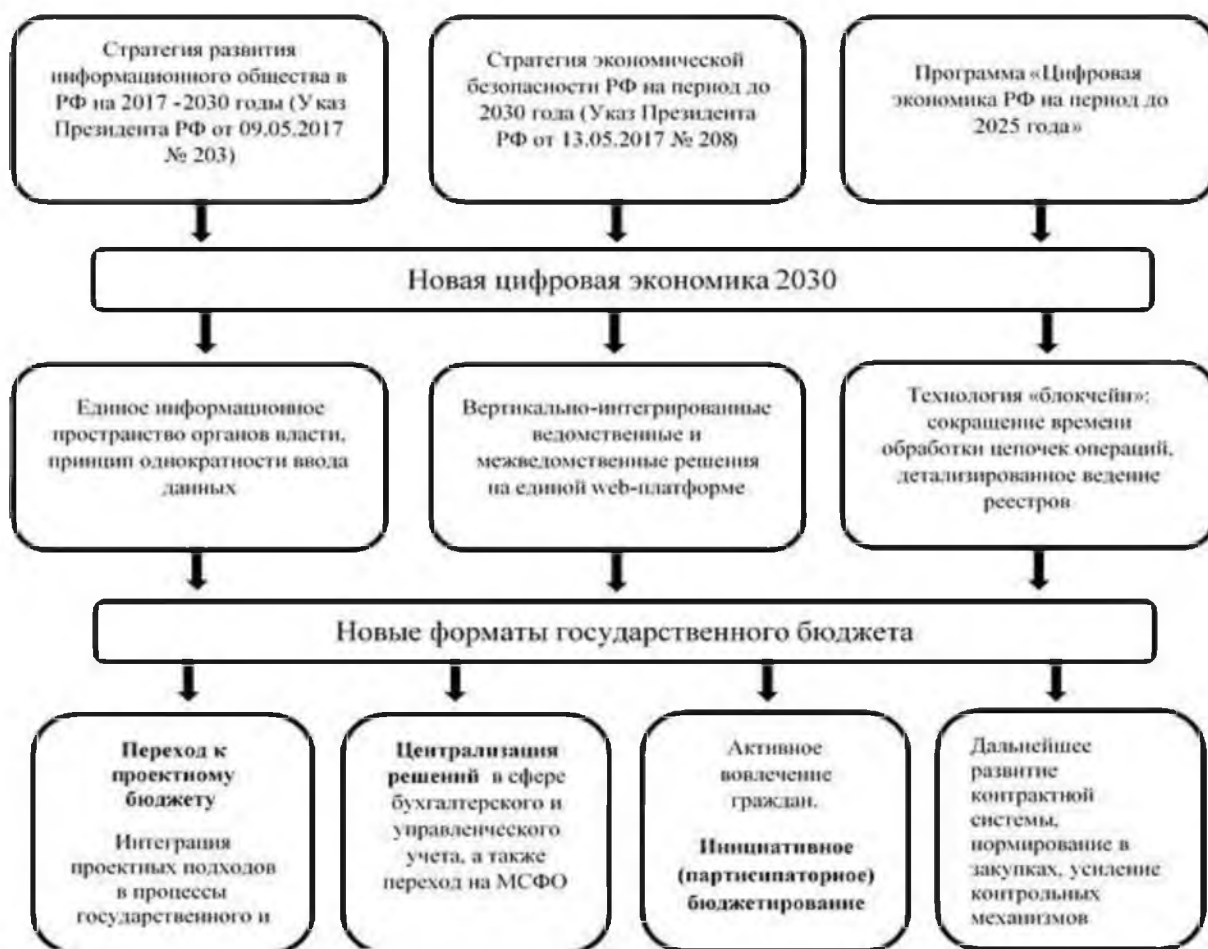 Стратегия развития
информационного общества в
РФ на 2017 -2030 годы (Указ
Президента РФ от 09.05.2017
№ 203)
Стратегия экономической
безопасности РФ на период до
2030 года (Указ Президента
РФ от 13.05.2017 № 208)
Программа «Цифровая
экономика РФ на период до
2025 года»
Новая цифровая экономика 2030
Единое информационное
пространство органов власти,
принцип однократности ввода
данных
Вертикально-интегрированные
ведомственные и
межведомственные решения
на единой web-платформе
Технология «блокчейн»:
сокращение времени
обработки цепочек операций,
детализированное ведение
реестров
Новые форматы государственного бюджета
Переход к
проектному
бюджету
Интеграция
проектных подходов
в процессы
государственного и
Централизация
решений в сфере
бухгалтерского и
управленческого
учета, а также
переход на МСФО
Активное
вовлечение
граждан.
Инициативное
(партисипаторное)
бюджетирование
Дальнейшее
развитие
контрактной
системы,
нормирование в
закупках, усиление
контрольных
механизмов